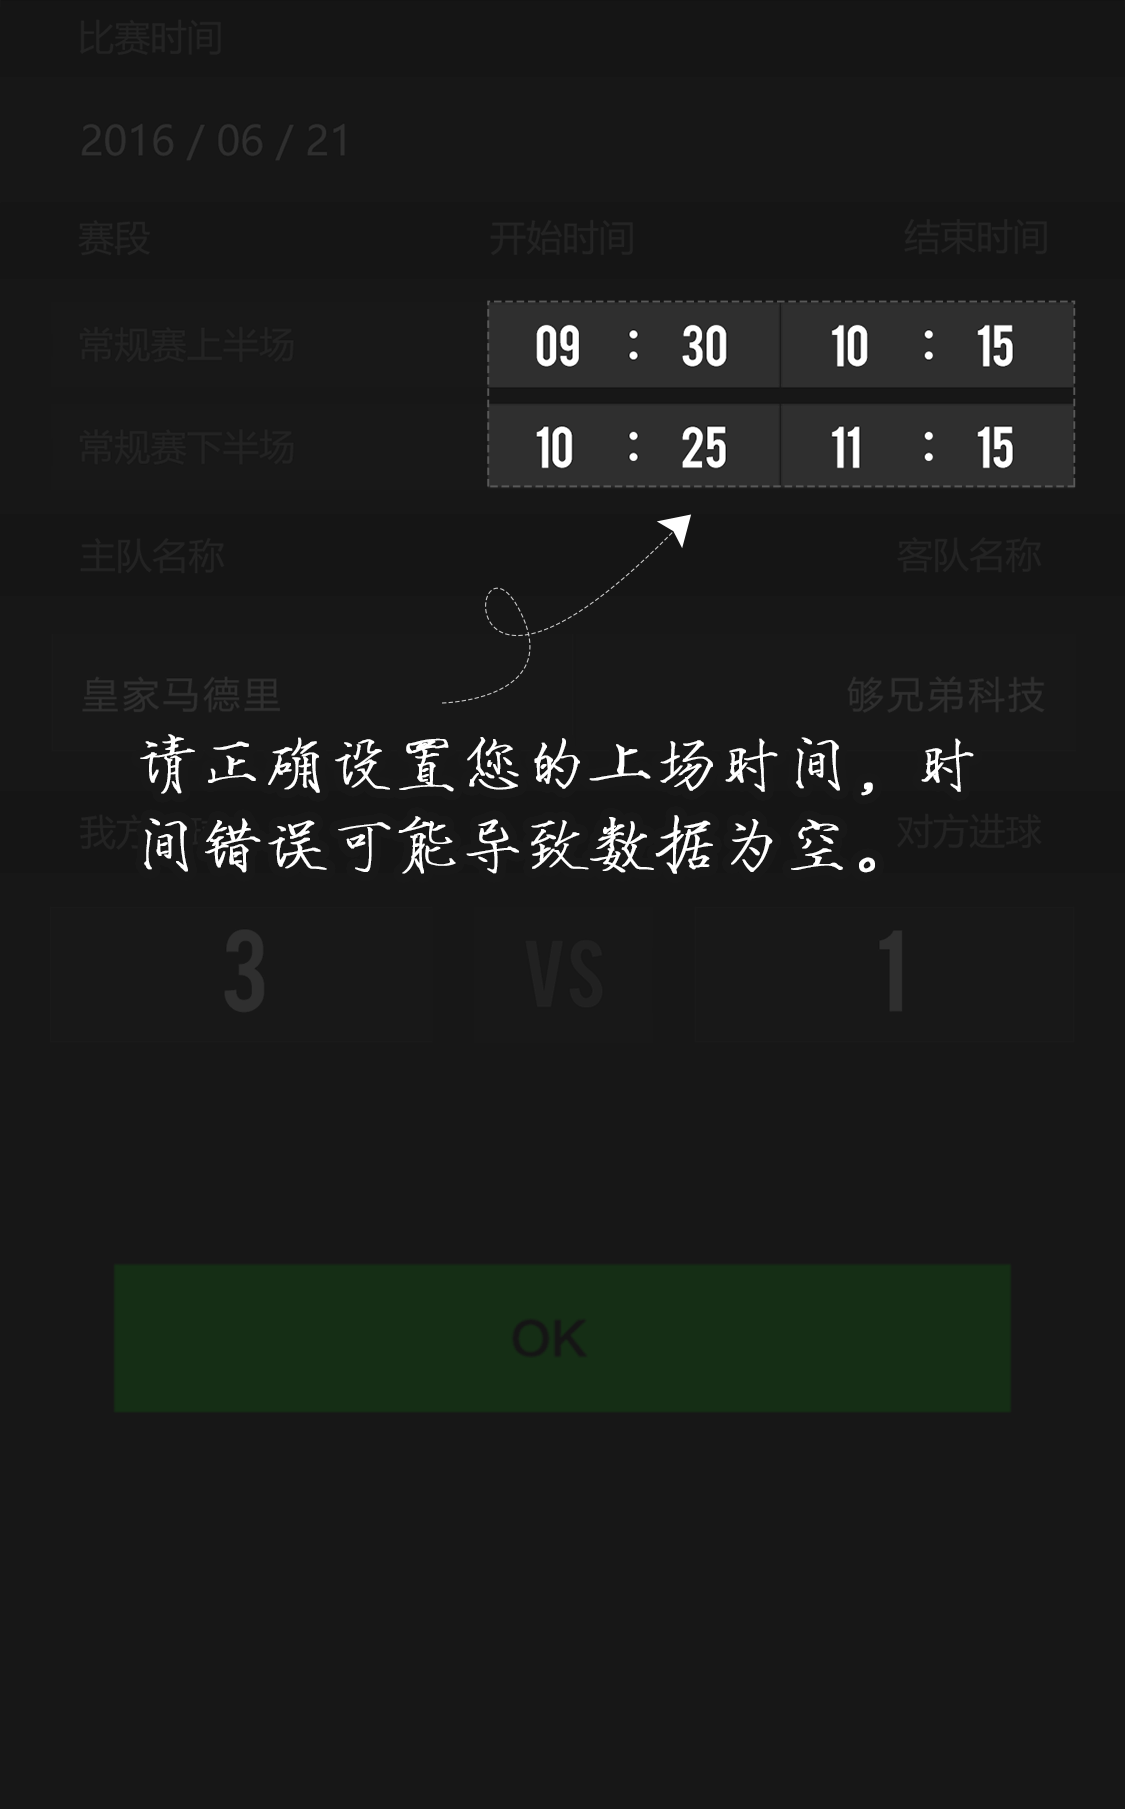 比赛时间
2016 / 06 / 21
赛段 开始时间 结束时间
常规赛上半场 09 : 30 10 : 15
常规赛下半场 10 : 25 11 : 15
主队名称 客队名称
皇家马德里 够兄弟科技
请正确设置您的上场时间，时
间错误可能导致数据为空。
我方 对方进球
3 VS 1
OK